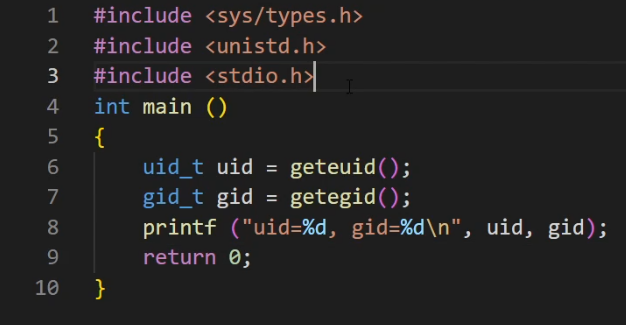 1 #include <sys/types.h>
2 #include <unistd.h>
3 #include <stdio.h>
4 int main ()
5 {
6     uid_t uid = geteuid();
7     gid_t gid = getegid();
8     printf ("uid=%d, gid=%d\n", uid, gid);
9     return 0;
10 }